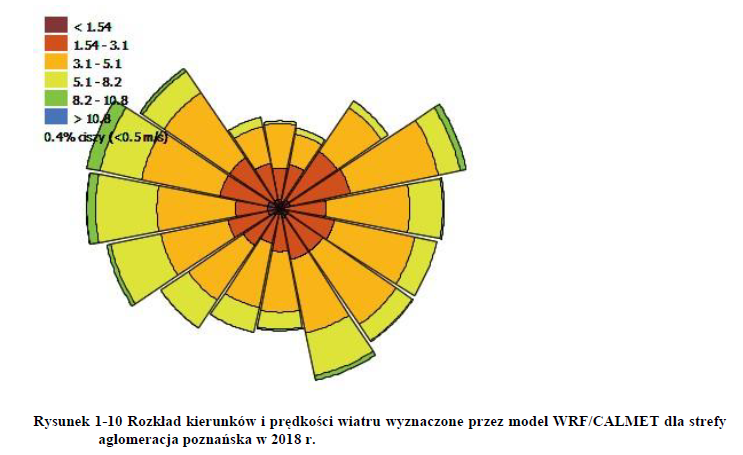 < 1.54
1.54 - 3.1
3.1 - 5.1
5.1 - 8.2
8.2 - 10.8
> 10.8
0.4% ciszy (<0.5 m/s)
Rysunek 1-10 Rozkład kierunków i prędkości wiatru wyznaczone przez model WRF/CALMET dla strefy
aglomeracja poznańska w 2018 r.